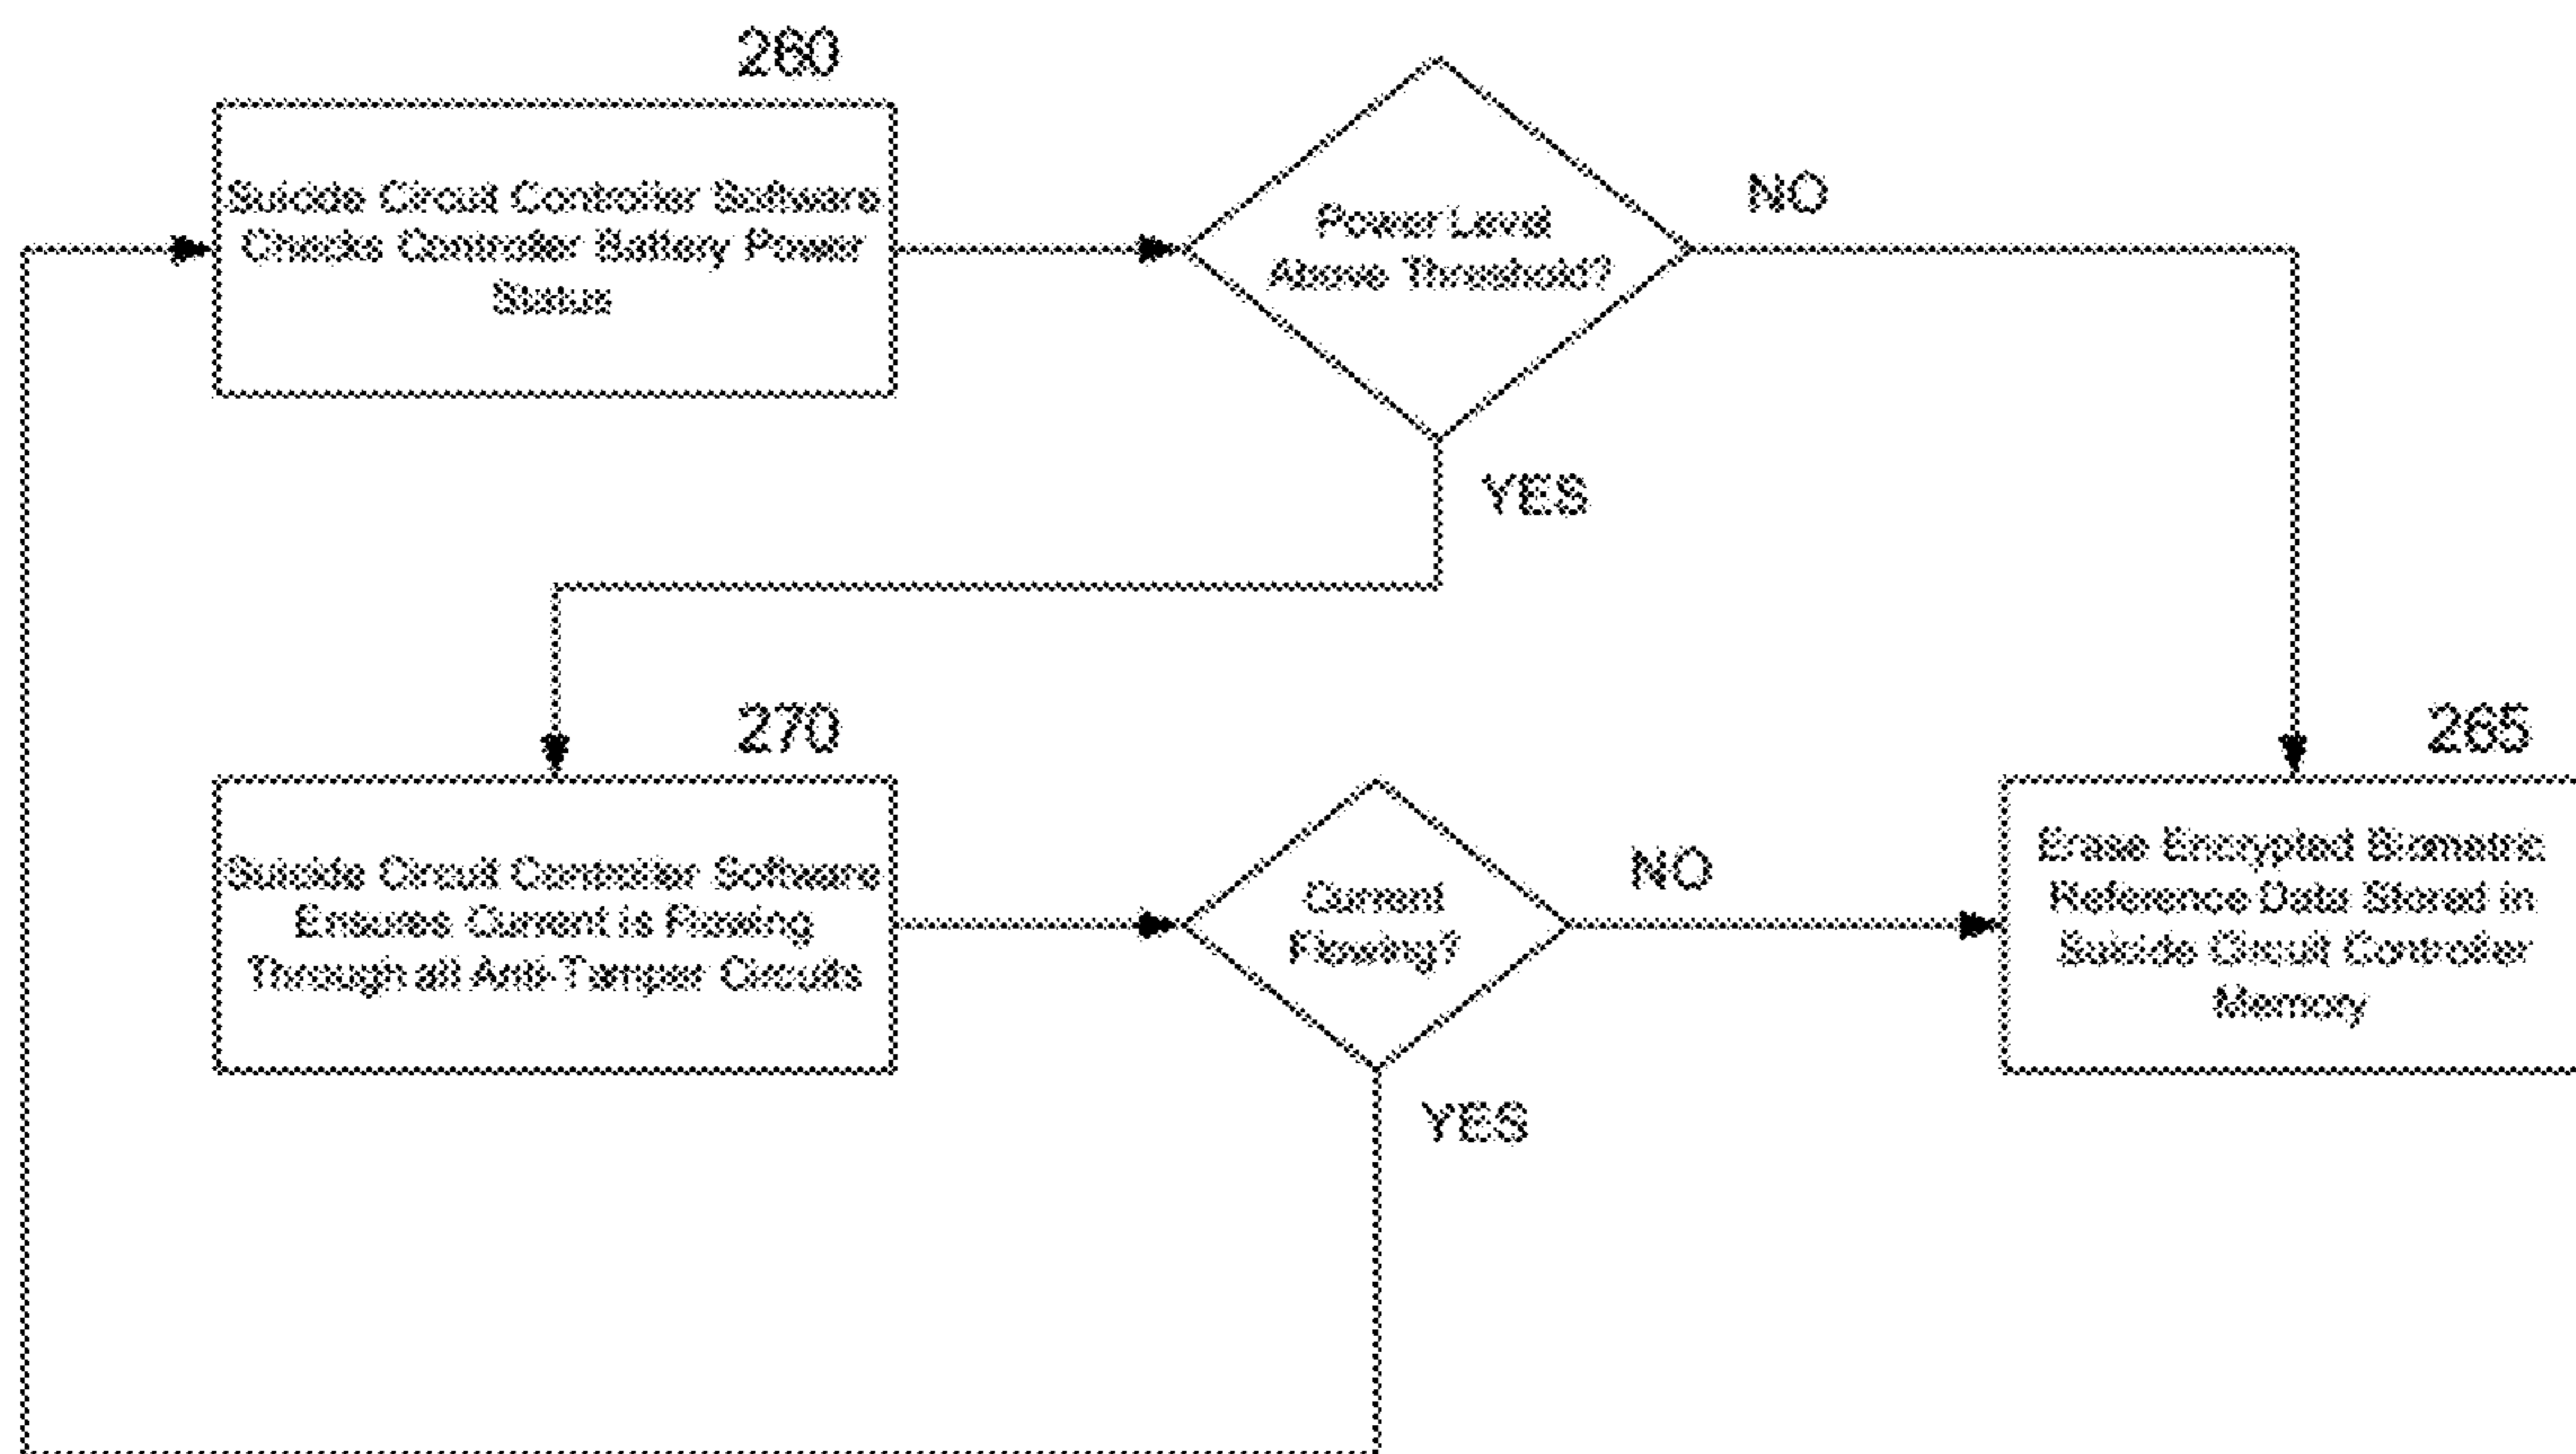 260
Suicide Circuit Controller Software
Checks Controller Battery Power
Status
Power Level
Above Threshold?
NO
YES
270
Suicide Circuit Controller Software
Ensures Current is Flowing
Through all Anti-Tamper Circuits
Current
Flowing?
NO
YES
265
Erase Encrypted Biometric
Reference Data Stored in
Suicide Circuit Controller
Memory